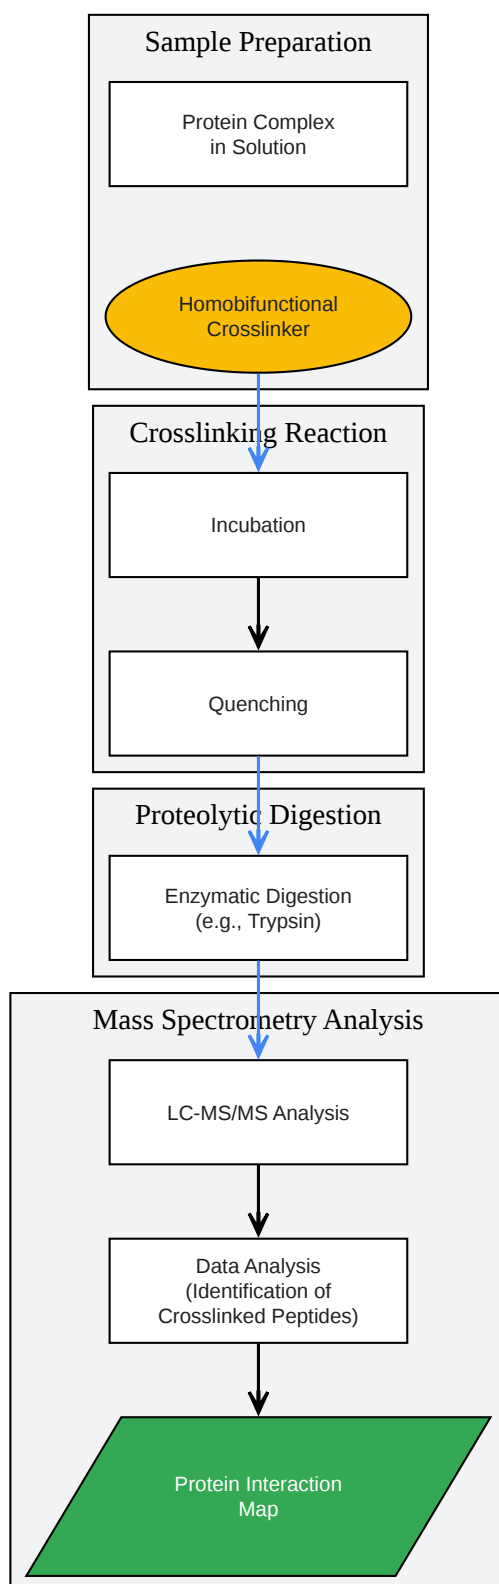 Sample Preparation
Protein Complex
in Solution
Homobifunctional
Crosslinker
Crosslinking Reaction
Incubation
Quenching
Proteolytic Digestion
Enzymatic Digestion
(e.g., Trypsin)
Mass Spectrometry Analysis
LC-MS/MS Analysis
Data Analysis
(Identification of
Crosslinked Peptides)
Protein Interaction
Map